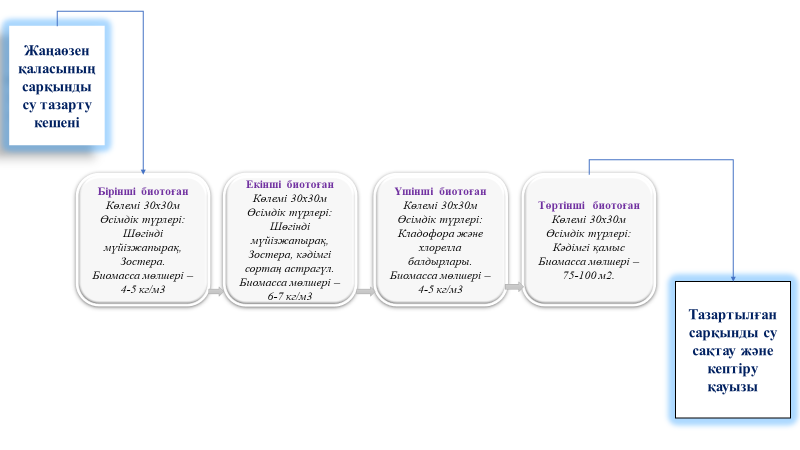 Жаңаөзен
қаласының
сарқынды
су тазарту
кешені
Бірінші биотоған
Көлемі 30х30м
Өсімдік түрлері:
Шөгінді
мүйізжапырақ,
Зостера.
Биомасса мөлшері –
4-5 кг/м3
Екінші биотоған
Көлемі 30х30м
Өсімдік түрлері:
Шөгінді
мүйізжапырақ,
Зостера, кәдімгі
сортаң астрагүл.
Биомасса мөлшері –
6-7 кг/м3
Үшінші биотоған
Көлемі 30х30м
Өсімдік түрлері:
Кладофора және
хлорелла
балдырлары.
Биомасса мөлшері –
4-5 кг/м3
Төртінші биотоған
Көлемі 30х30м
Өсімдік түрлері:
Кәдімгі қамыс
Биомасса мөлшері –
75-100 м2.
Тазартылған
сарқынды су
сақтау және
кептіру
қауызы